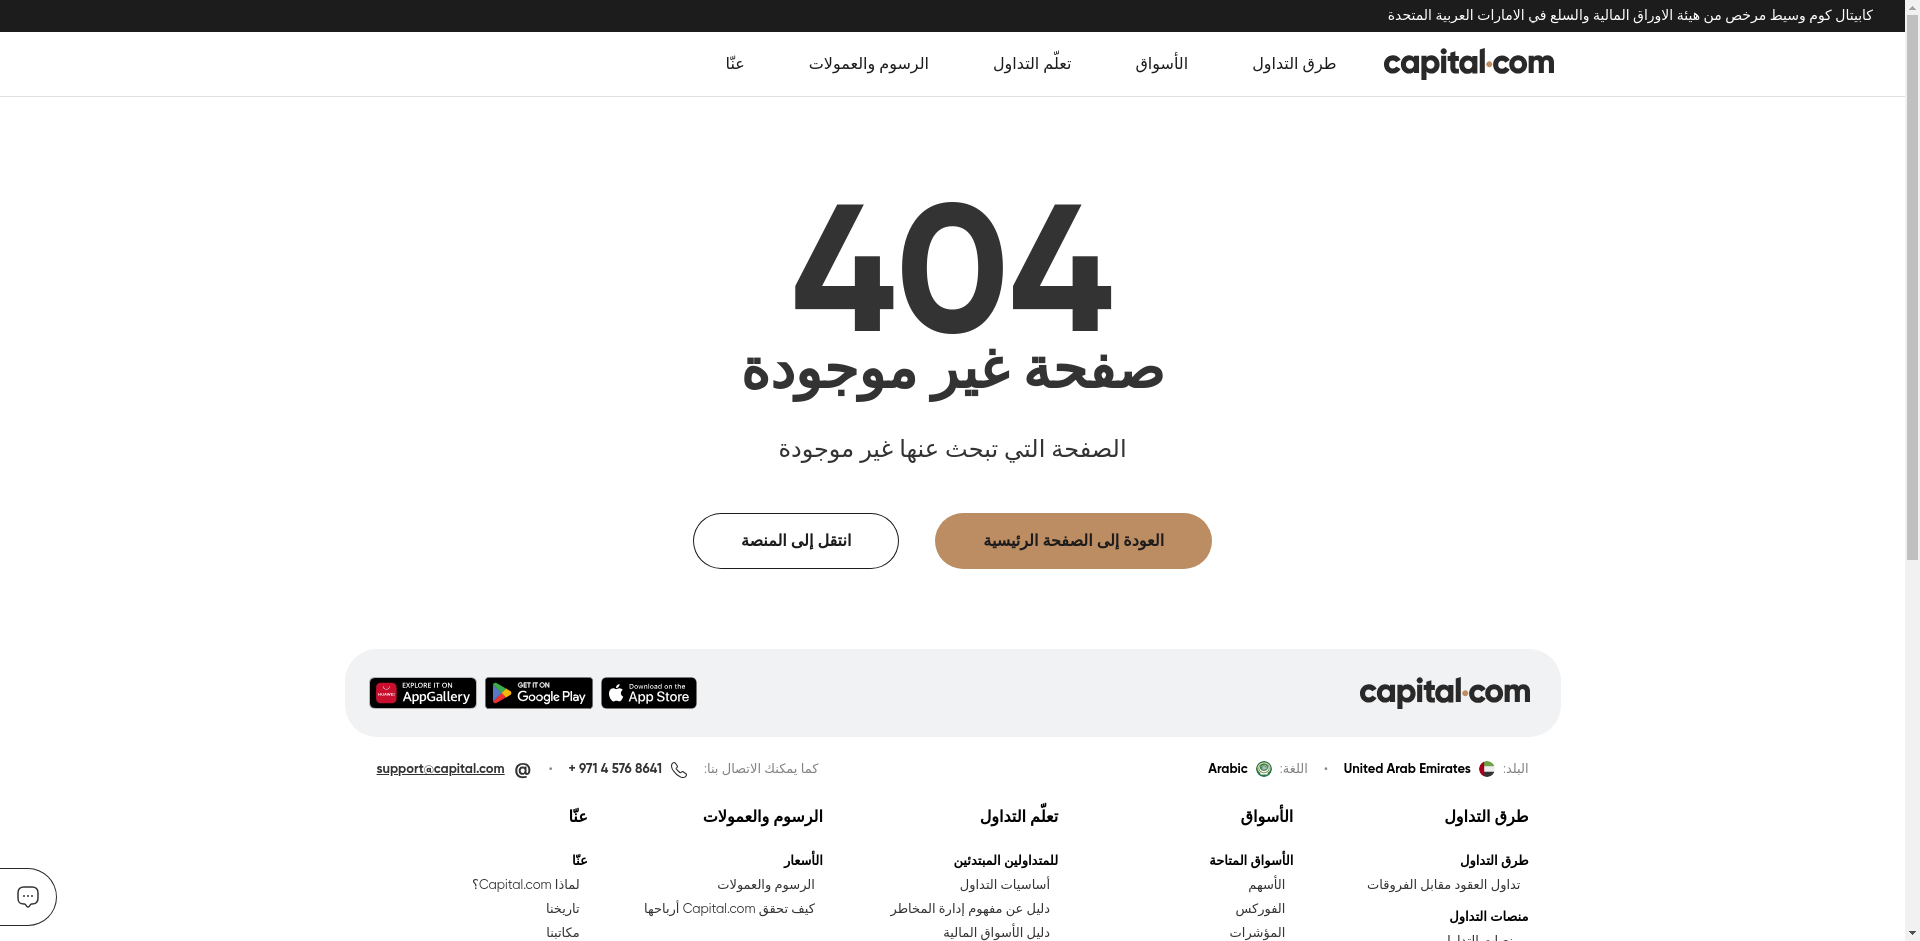 كابيتال كوم وسيط مرخص من هيئة الاوراق المالية والسلع في الامارات العربية المتحدة
capital.com
طرق التداول
الأسواق
تعلّم التداول
الرسوم والعمولات
عنّا
404
صفحة غير موجودة
الصفحة التي تبحث عنها غير موجودة
العودة إلى الصفحة الرئيسية
انتقل إلى المنصة
capital.com
Download on the
App Store
GET IT ON
Google Play
EXPLORE IT ON
AppGallery
HUAWEI
البلد: United Arab Emirates • اللغة: Arabic
كما يمكنك الاتصال بنا: + 971 4 576 8641 • @ support@capital.com
طرق التداول
طرق التداول
تداول العقود مقابل الفروقات
منصات التداول
الأسواق
الأسواق المتاحة
الأسهم
الفوركس
المؤشرات
تعلّم التداول
للمتداولين المبتدئين
أساسيات التداول
دليل عن مفهوم إدارة المخاطر
دليل الأسواق المالية
الرسوم والعمولات
الأسعار
الرسوم والعمولات
كيف تحقق Capital.com أرباحها
عنّا
عنّا
لماذا Capital.com؟
تاريخنا
مكاتبنا